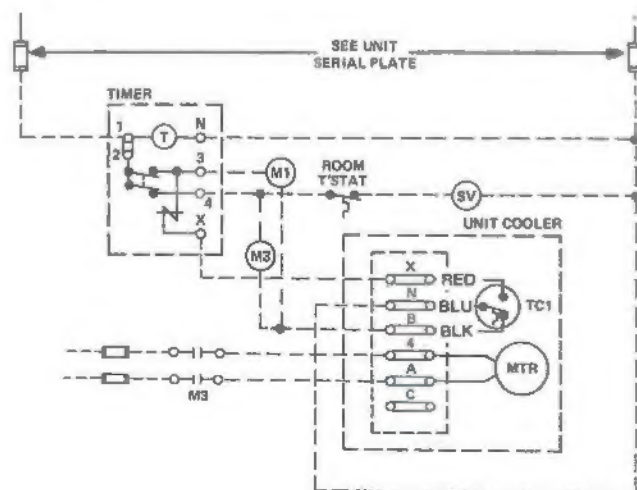 SEE UNIT
SERIAL PLATE
TIMER
1
T
N
2
3
M1
ROOM
T'STAT
4
SV
X
UNIT COOLER
M3
X
RED
N
BLU
TC1
B
BLK
4
A
MTR
M3
C